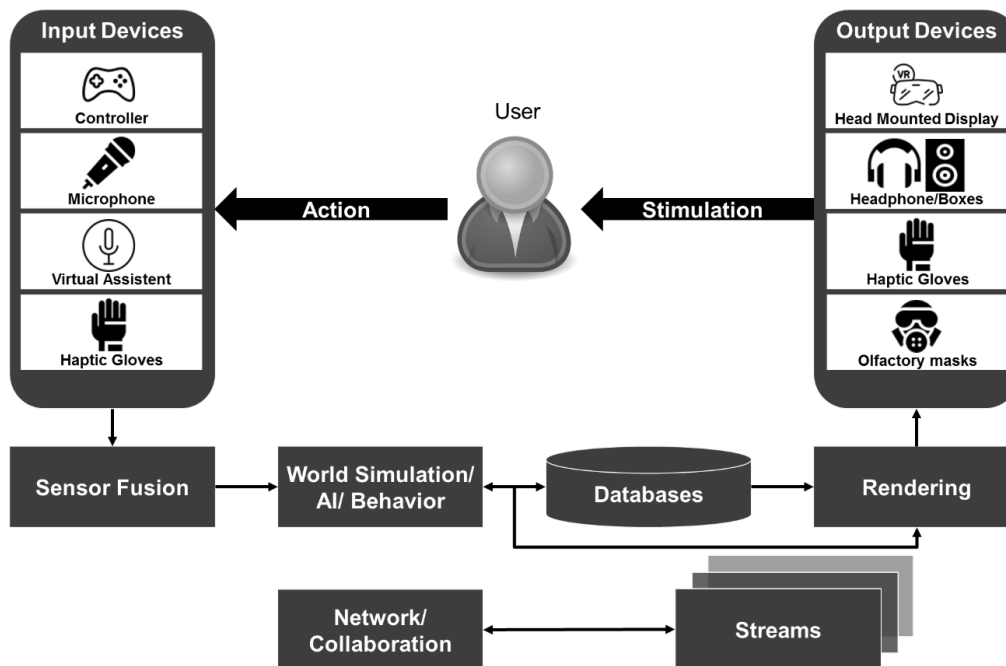 Input Devices
Controller
Microphone
Virtual Assistent
Haptic Gloves
User
Action
Stimulation
Output Devices
VR
Head Mounted Display
Headphone/Boxes
Haptic Gloves
Olfactory masks
Sensor Fusion
World Simulation/
AI/ Behavior
Databases
Rendering
Network/
Collaboration
Streams